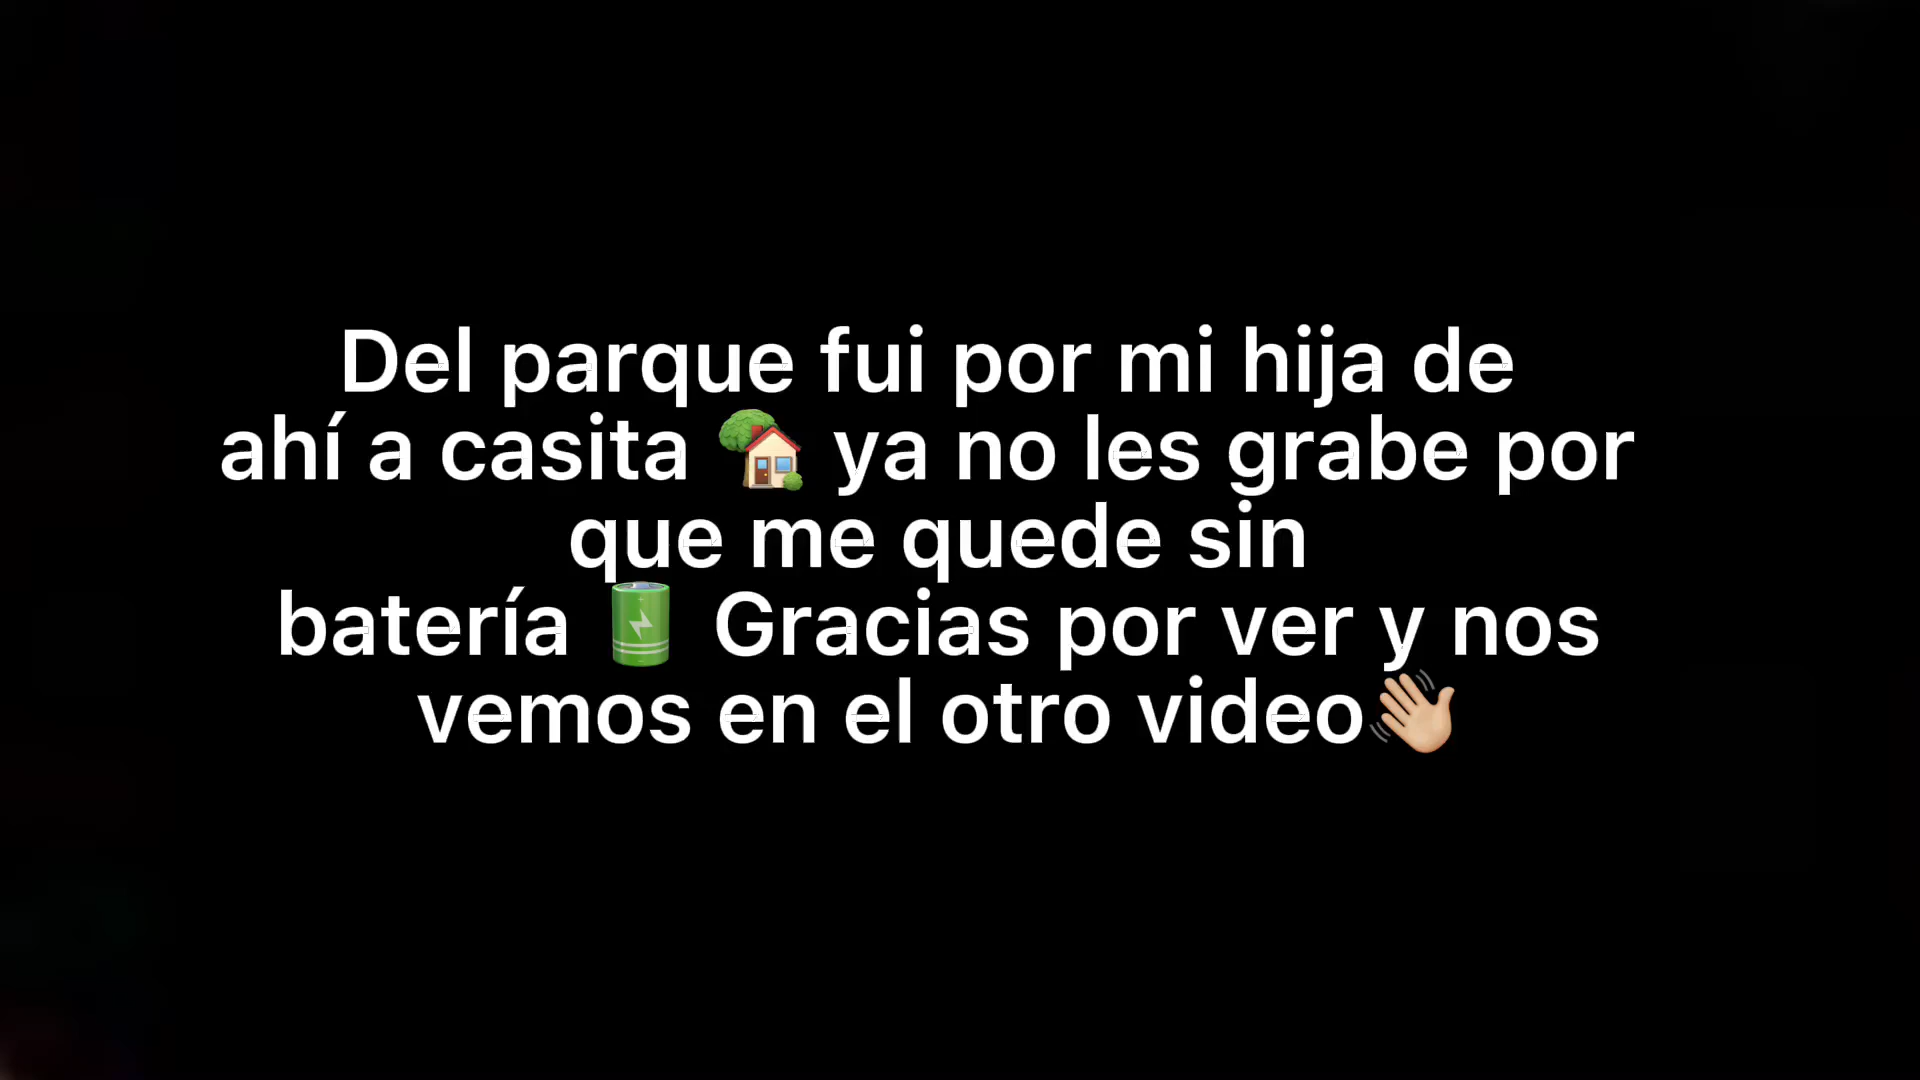 Del parque fui por mi hija de
ahí a casita 🏡 ya no les grabe por
que me quede sin
batería 🔋 Gracias por ver y nos
vemos en el otro video👋🏼